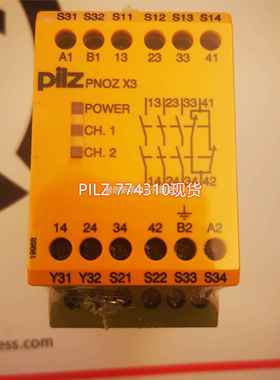 S31 S32 S11 S12 S13 S14
A1 B1 13 23 33 41
pilz PNOZ X3
POWER
13 23 33 41
CH. 1
CH. 2
PILZ 774310现货
14 24 34 42
14 24 34 42 B2 A2
Y31 Y32 S21 S22 S33 S34
ess.com